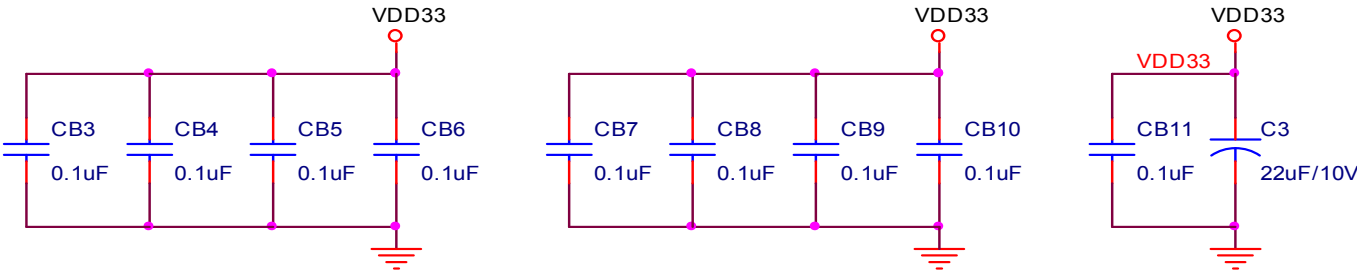 VDD33 VDD33 VDD33
VDD33
CB3 CB4 CB5 CB6 CB7 CB8 CB9 CB10 CB11 C3
0.1uF 0.1uF 0.1uF 0.1uF 0.1uF 0.1uF 0.1uF 0.1uF 0.1uF 22uF/10V